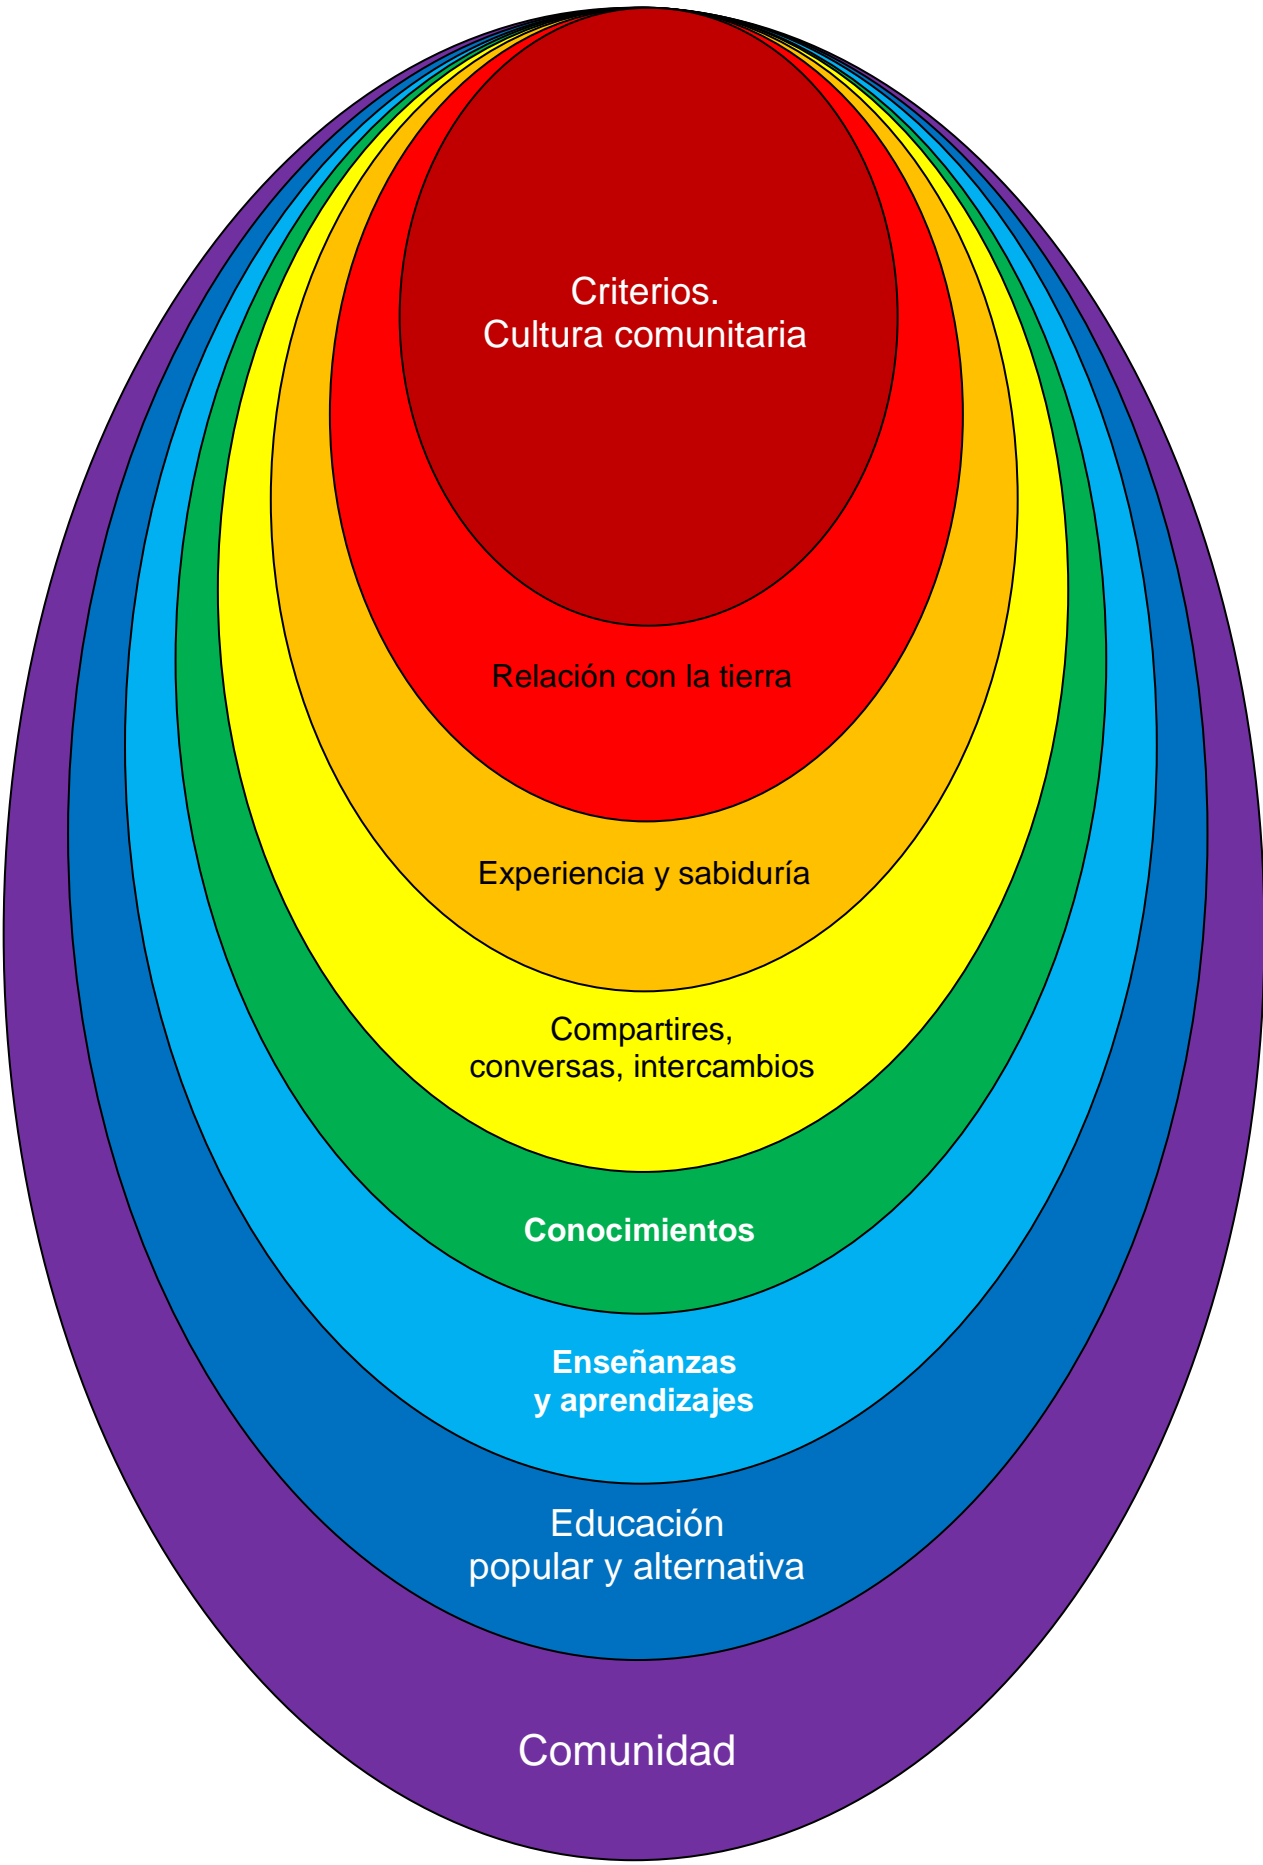 Criterios.
Cultura comunitaria
Relación con la tierra
Experiencia y sabiduría
Compartires,
conversas, intercambios
Conocimientos
Enseñanzas
y aprendizajes
Educación
popular y alternativa
Comunidad